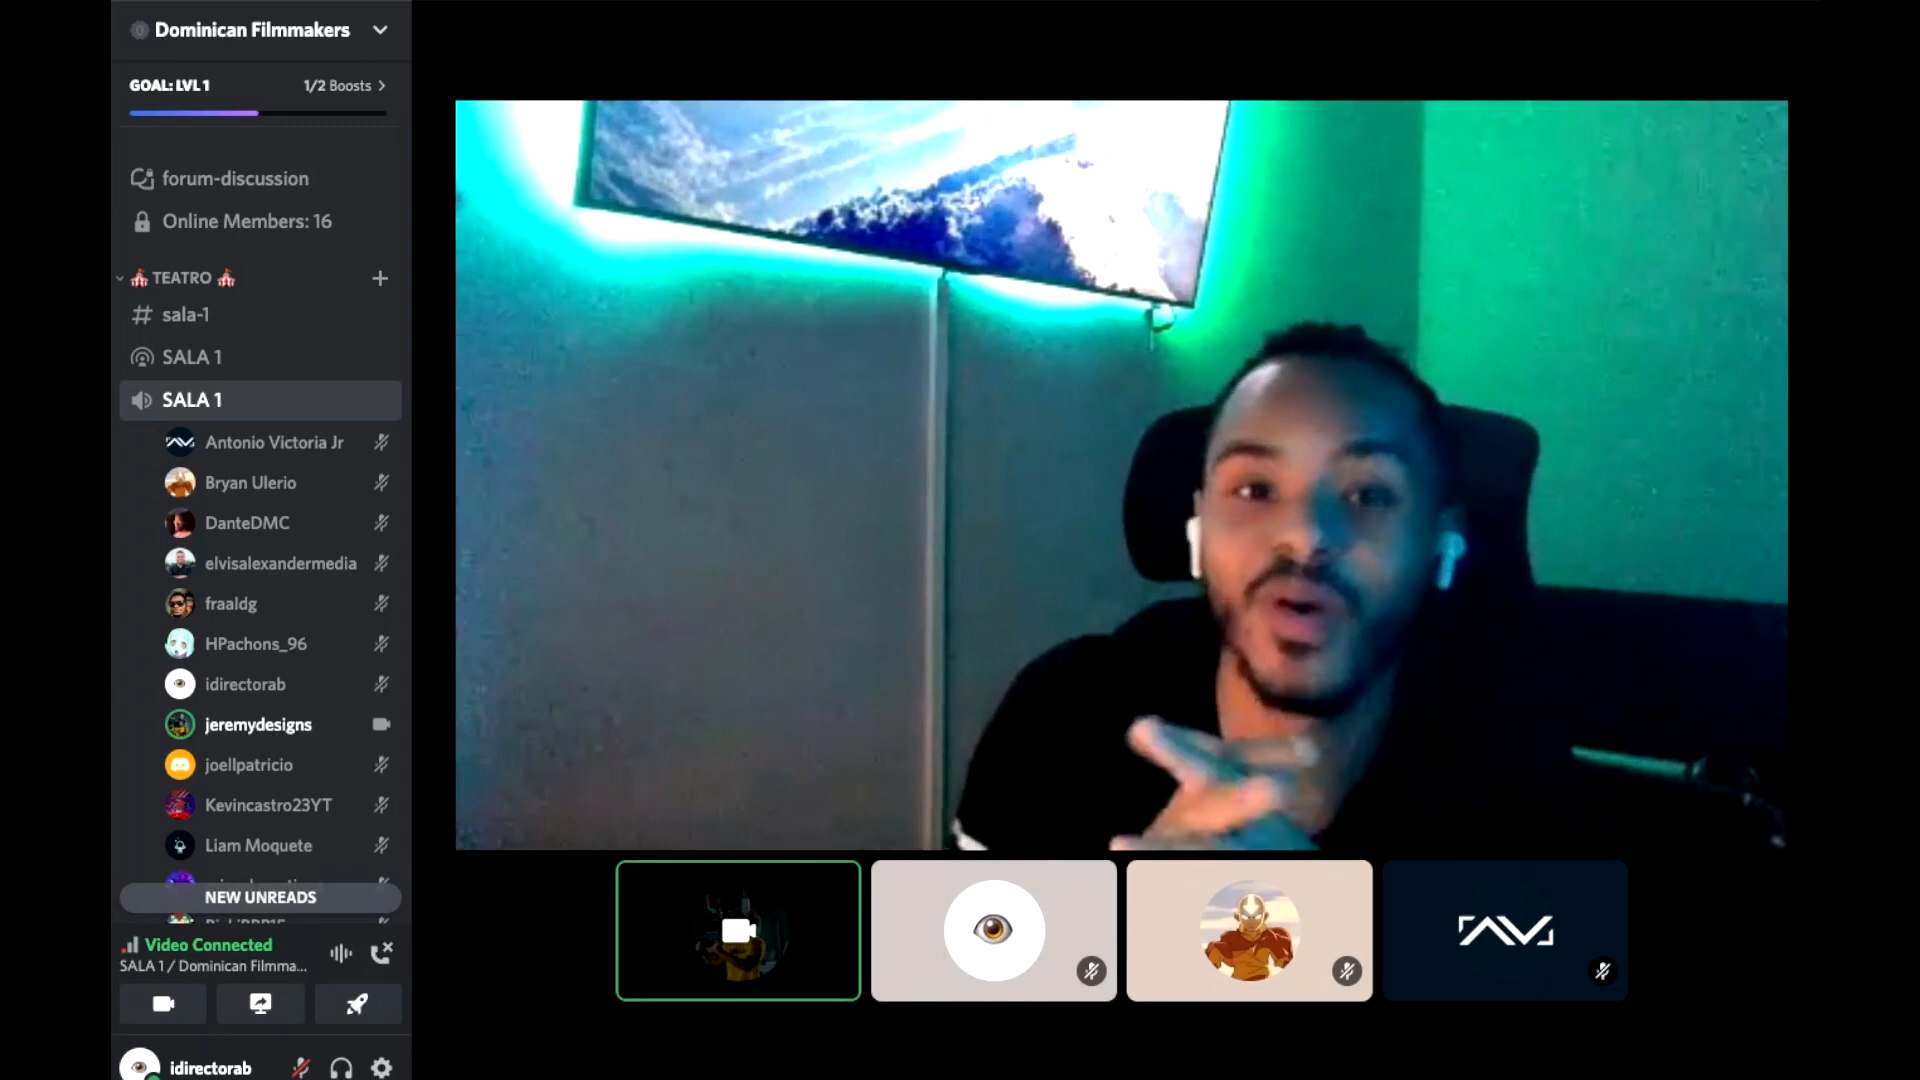 Dominican Filmmakers
GOAL: LVL 1 1/2 Boosts
forum-discussion
Online Members: 16
TEATRO
sala-1
SALA 1
SALA 1
Antonio Victoria Jr
Bryan Ulerio
DanteDMC
elvisalexandermedia
fraaldg
HPachons_96
idirectorab
jeremydesigns
joellpatricio
Kevincastro23YT
Liam Moquete
NEW UNREADS
Video Connected
SALA 1 / Dominican Filmma...
idirectorab